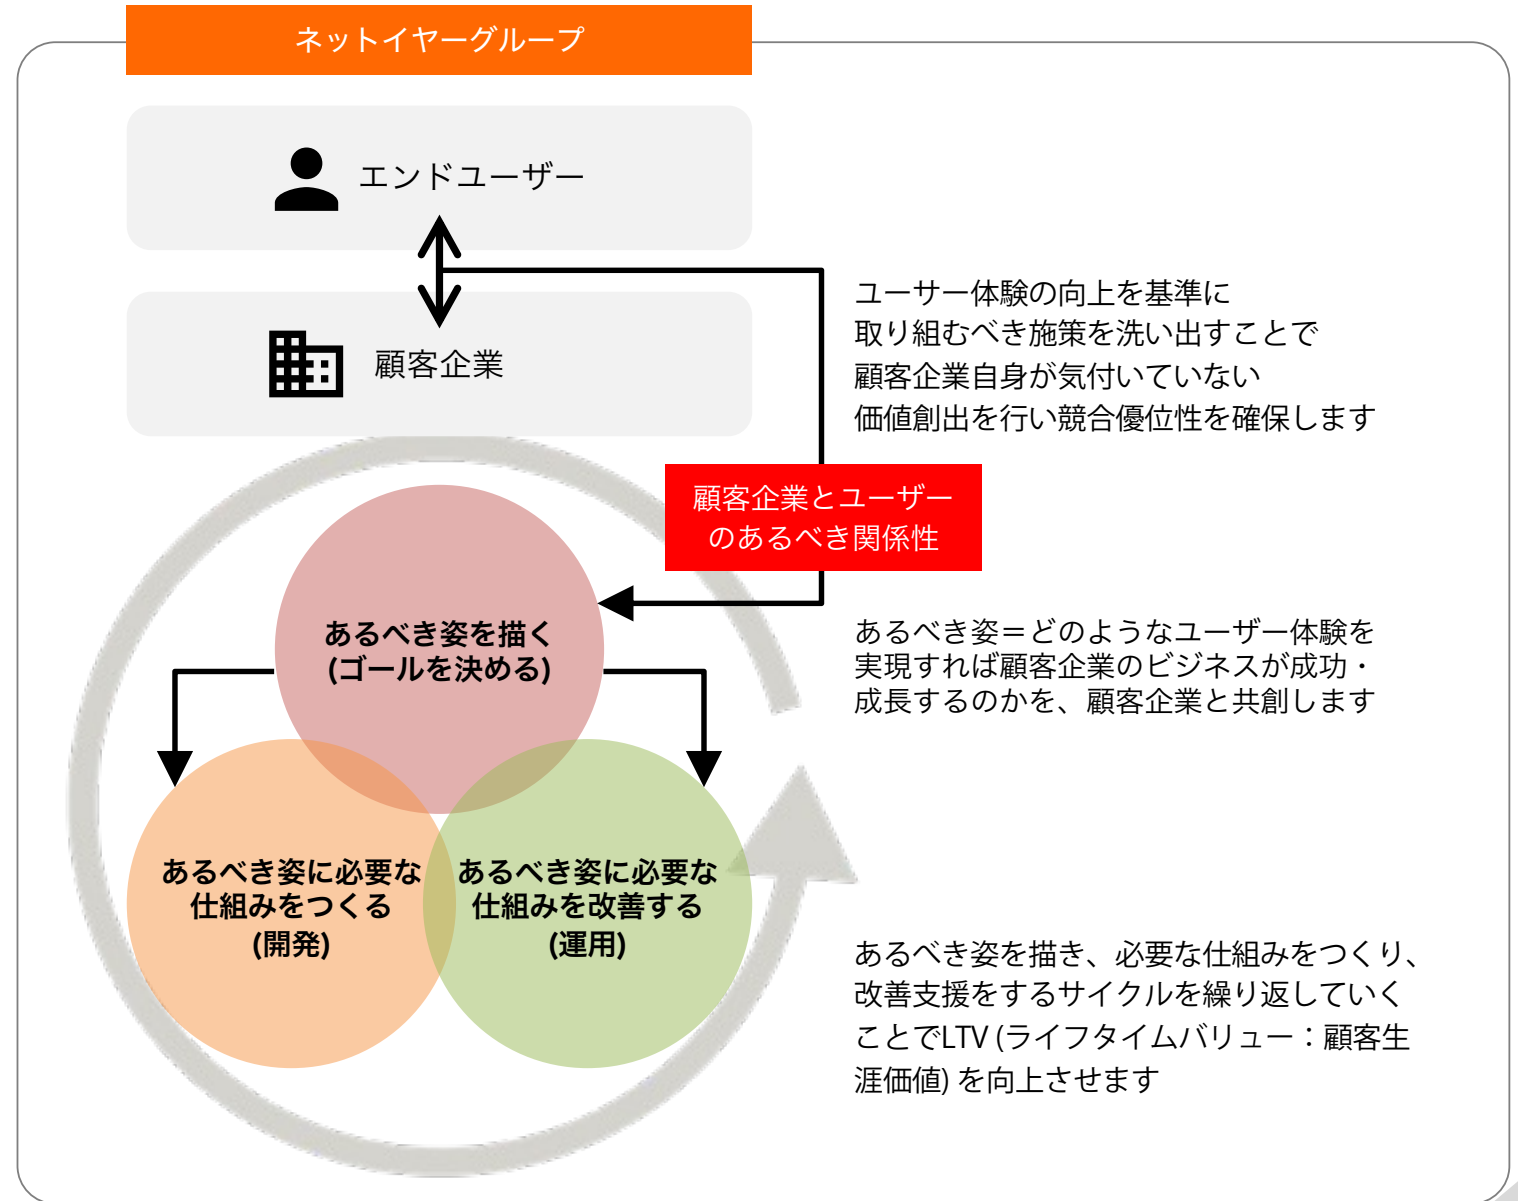 ネットイヤーグループ
エンドユーザー
顧客企業
ユーサー体験の向上を基準に
取り組むべき施策を洗い出すことで
顧客企業自身が気付いていない
価値創出を行い競合優位性を確保します
顧客企業とユーザー
のあるべき関係性
あるべき姿を描く
(ゴールを決める)
あるべき姿＝どのようなユーザー体験を
実現すれば顧客企業のビジネスが成功・
成長するのかを、顧客企業と共創します
あるべき姿に必要な
仕組みをつくる
(開発)
あるべき姿に必要な
仕組みを改善する
(運用)
あるべき姿を描き、必要な仕組みをつくり、
改善支援をするサイクルを繰り返していく
ことでLTV (ライフタイムバリュー：顧客生
涯価値) を向上させます